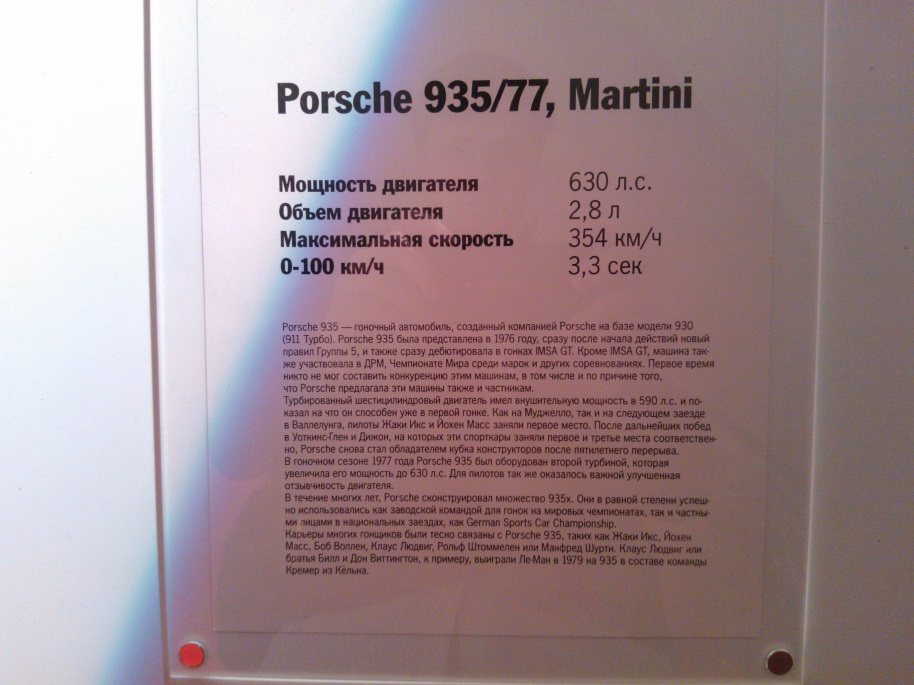 Porsche 935/77, Martini
Мощность двигателя 630 л.с.
Объем двигателя 2,8 л
Максимальная скорость 354 км/ч
0-100 км/ч 3,3 сек
Porsche 935 — гоночный автомобиль, созданный компанией Porsche на базе модели 930
(911 Турбо). Porsche 935 была представлена в 1976 году, сразу после начала действий новый
правил Группы 5, и также сразу дебютировала в гонках IMSA GT. Кроме IMSA GT, машина так-
же участвовала в ДРМ, Чемпионате Мира среди марок и других соревнованиях. Первое время
никто не мог составить конкуренцию этим машинам, в том числе и по причине того,
что Porsche предлагала эти машины также и частникам.
Турбированный шестицилиндровый двигатель имел внушительную мощность в 590 л.с. и по-
казал на что он способен уже в первой гонке. Как на Муджелло, так и на следующем заезде
в Валлелунга, пилоты Жаки Икс и Йохен Масс заняли первое место. После дальнейших побед
в Уоткинс-Глен и Дижон, на которых эти спорткары заняли первое и третье места соответствен-
но, Porsche снова стал обладателем кубка конструкторов после пятилетнего перерыва.
В гоночном сезоне 1977 года Porsche 935 был оборудован второй турбиной, которая
увеличила его мощность до 630 л.с. Для пилотов так же оказалось важной улучшенная
отзывчивость двигателя.
В течение многих лет, Porsche сконструировал множество 935х. Они в равной степени успеш-
но использовались как заводской командой для гонок на мировых чемпионатах, так и частны-
ми лицами в национальных заездах, как German Sports Car Championship.
Карьеры многих гонщиков были тесно связаны с Porsche 935, таких как Жаки Икс, Йохен
Масс, Боб Воллен, Клаус Людвиг, Рольф Штоммелен или Манфред Шурти. Клаус Людвиг или
братья Билл и Дон Виттингтон, к примеру, выиграли Ле-Ман в 1979 на 935 в составе команды
Кремер из Кёльна.